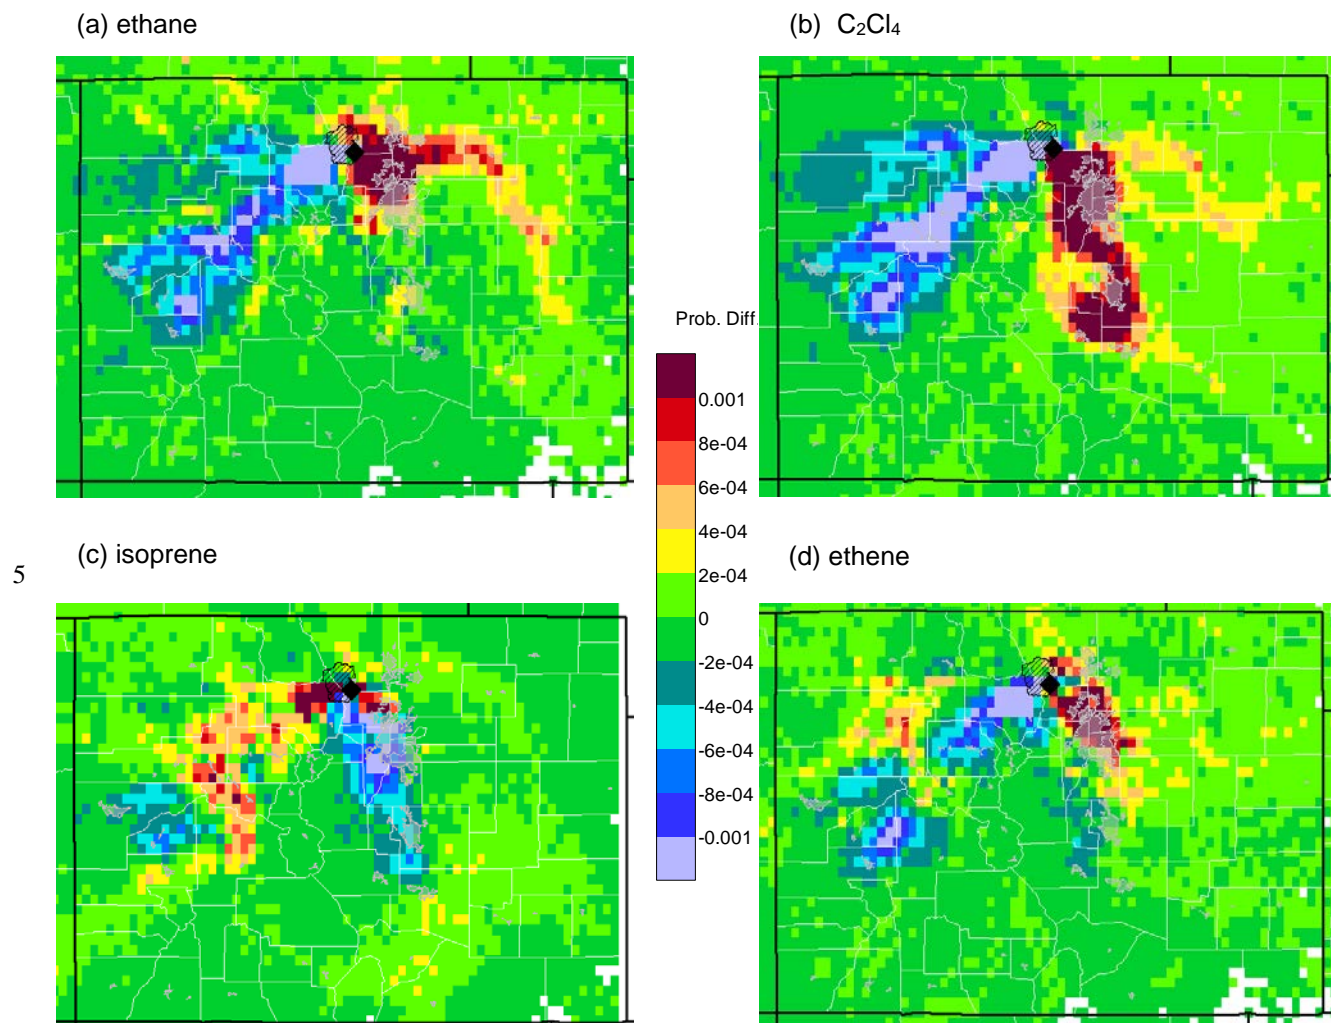 (a) ethane
(b) C₂Cl₄
Prob. Diff.
0.001
8e-04
6e-04
4e-04
2e-04
0
-2e-04
-4e-04
-6e-04
-8e-04
-0.001
5
(c) isoprene
(d) ethene